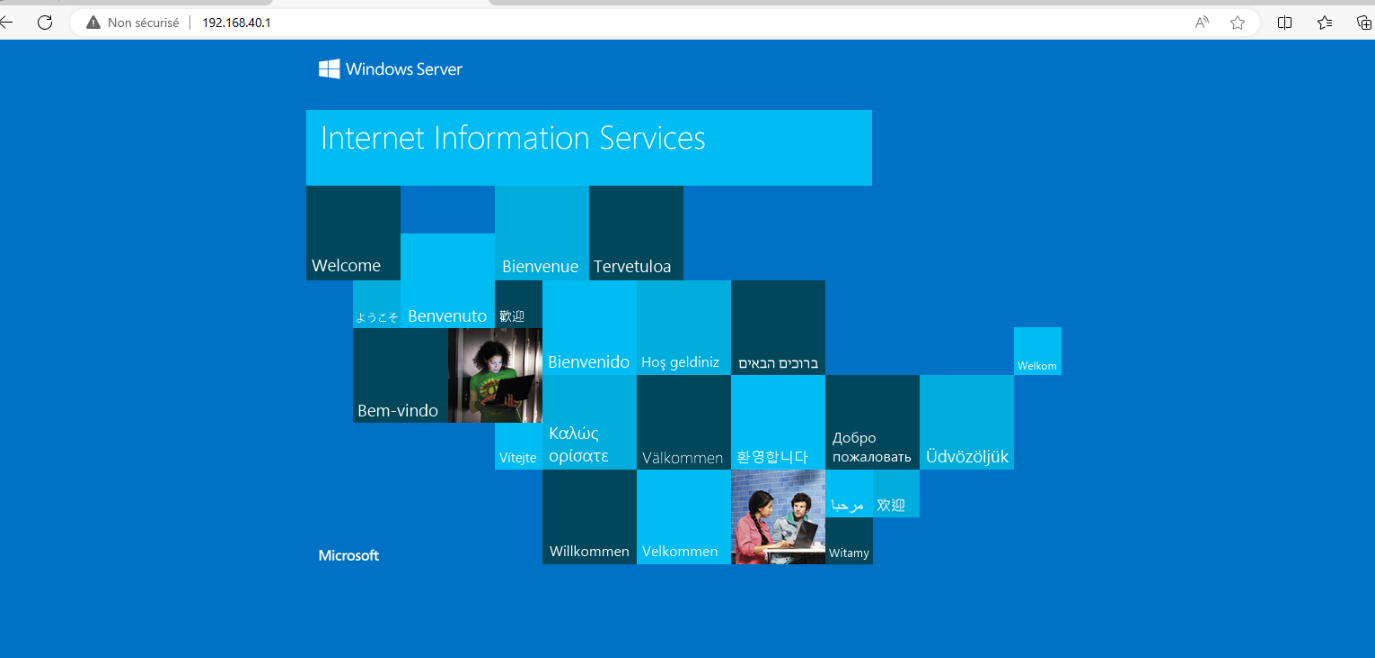 Non sécurisé
192.168.40.1
Windows Server
Internet Information Services
Welcome
Bienvenue
Tervetuloa
ようこそ
Benvenuto
歡迎
Bienvenido
Hoş geldiniz
ברוכים הבאים
Welkom
Bem-vindo
Vítejte
Καλώς
ορίσατε
Välkommen
환영합니다
Добро
пожаловать
Üdvözöljük
مرحبا
欢迎
Willkommen
Velkommen
Witamy
Microsoft